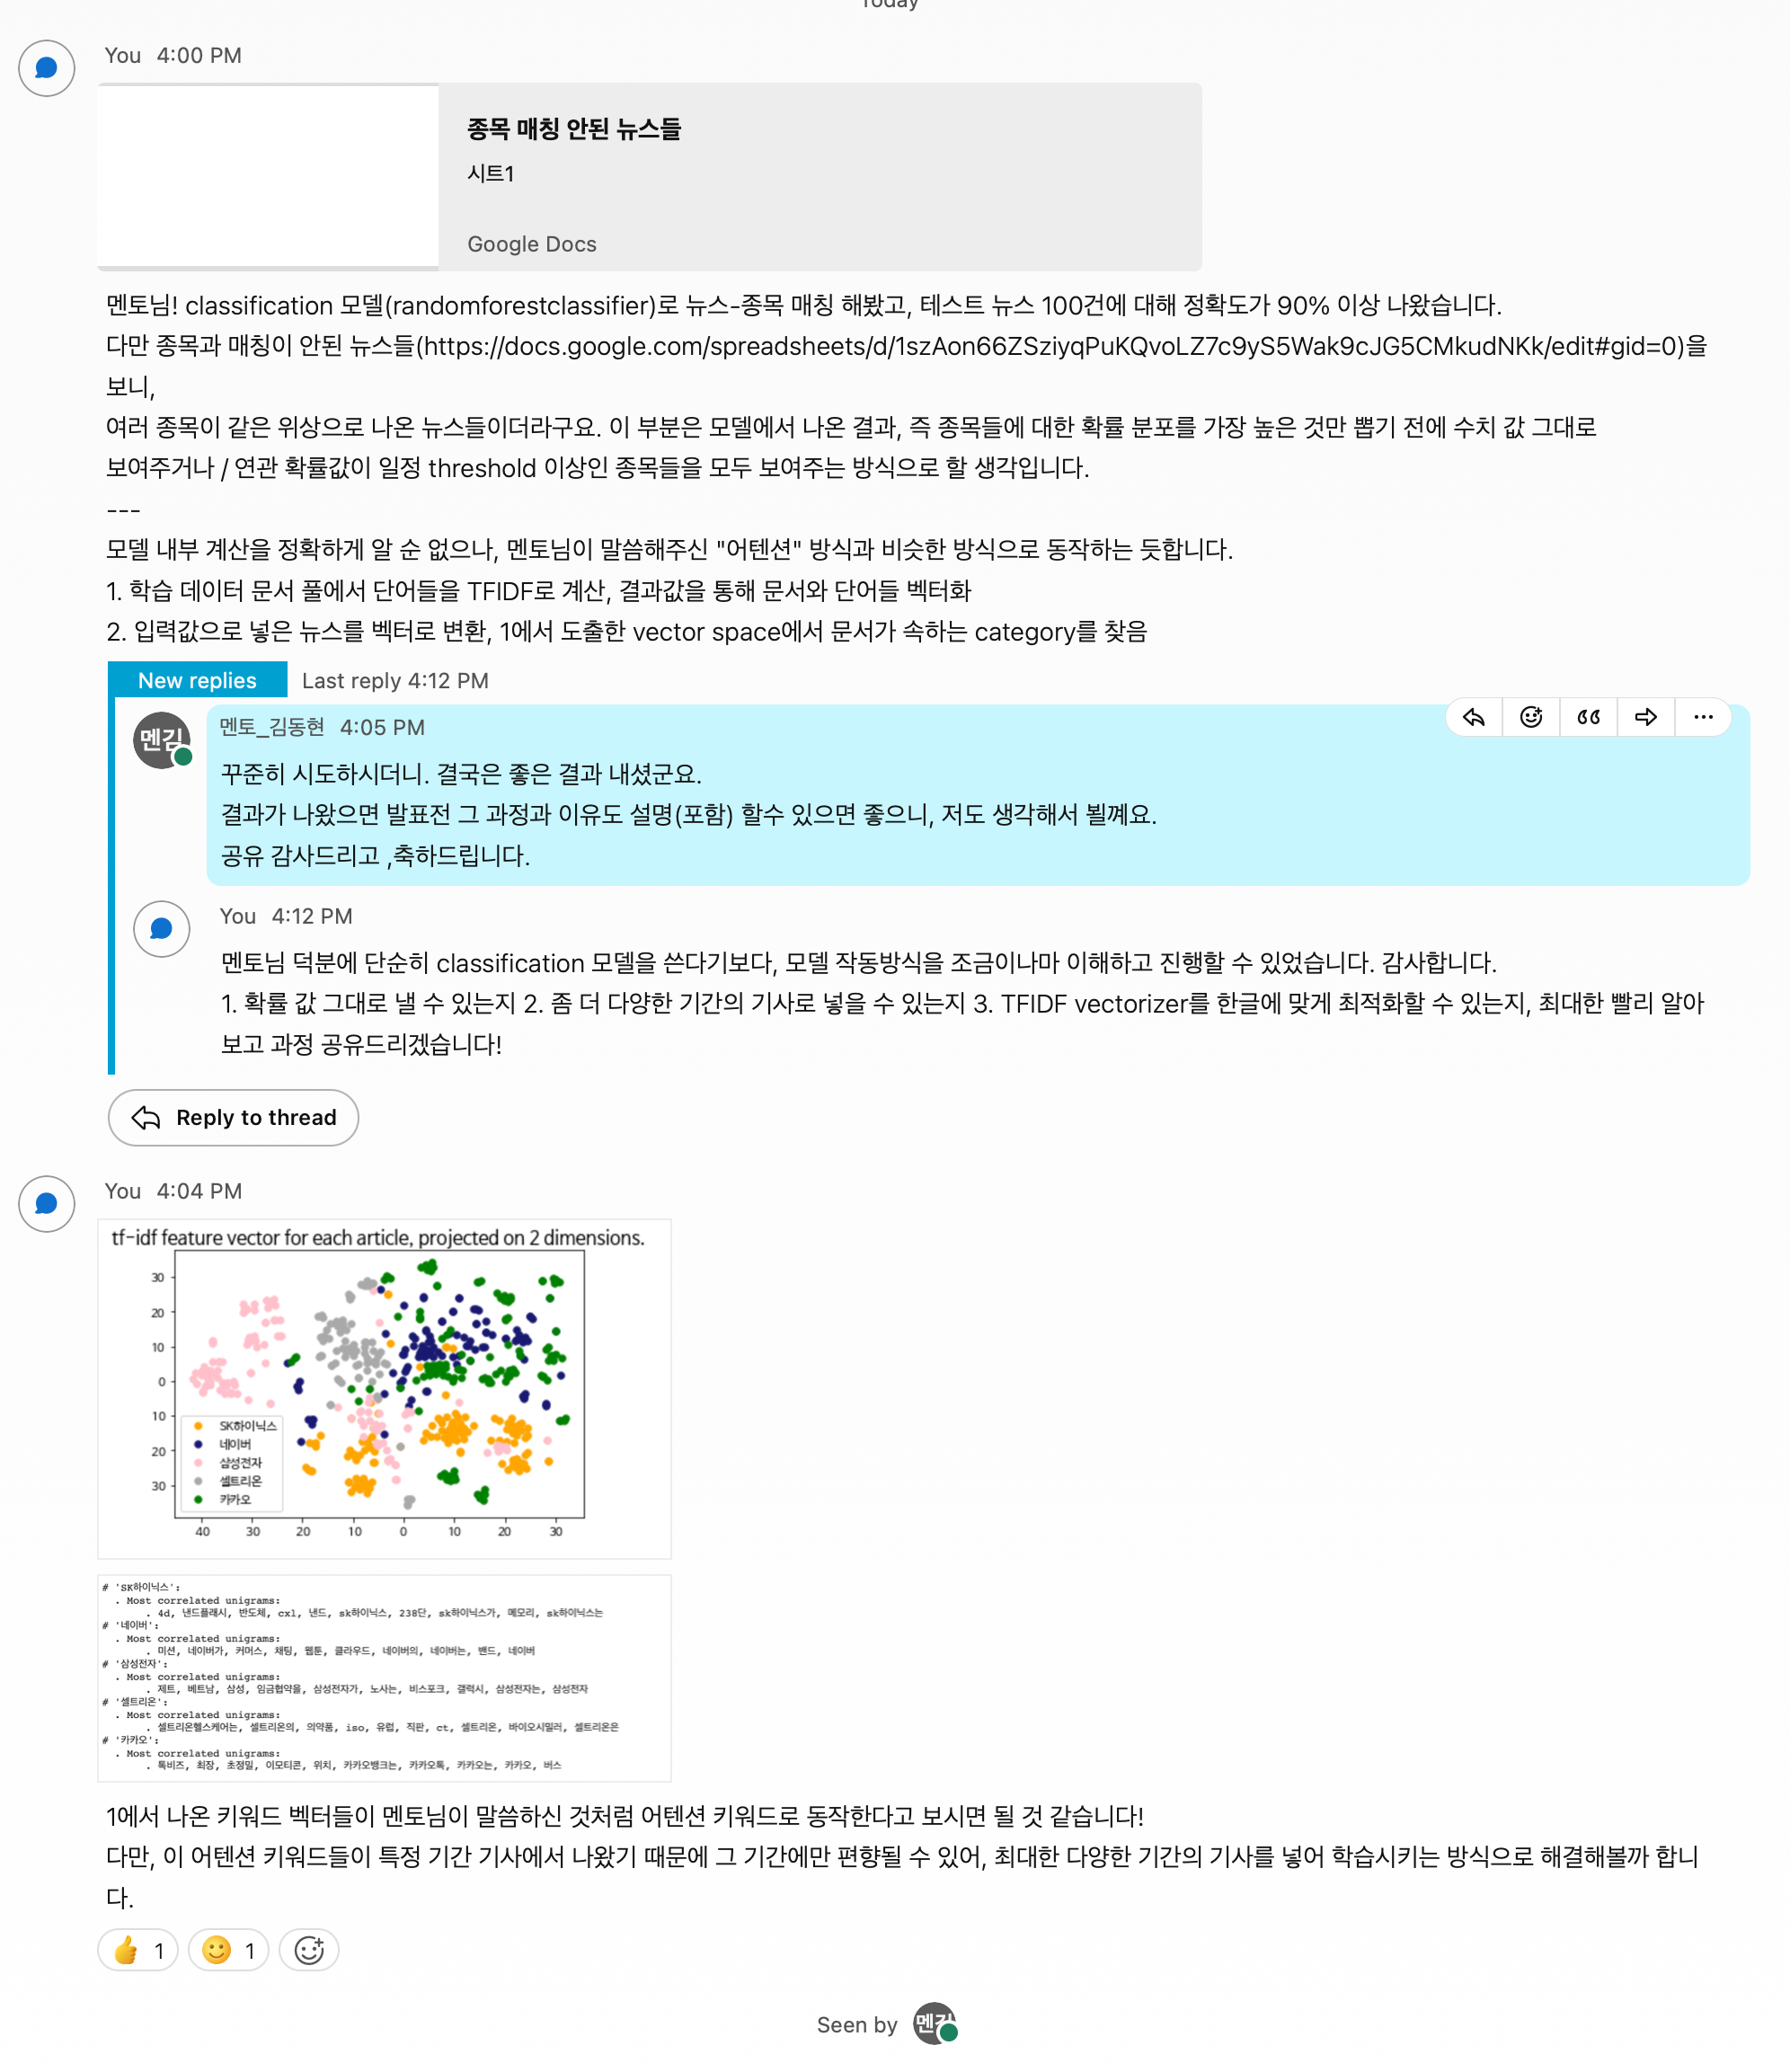 Today
You 4:00 PM
종목 매칭 안된 뉴스들
시트1
Google Docs
멘토님! classification 모델(randomforestclassifier)로 뉴스-종목 매칭 해봤고, 테스트 뉴스 100건에 대해 정확도가 90% 이상 나왔습니다.
다만 종목과 매칭이 안된 뉴스들(https://docs.google.com/spreadsheets/d/1szAon66ZSziyqPuKQvoLZ7c9yS5Wak9cJG5CMkudNKk/edit#gid=0)을
보니,
여러 종목이 같은 위상으로 나온 뉴스들이더라구요. 이 부분은 모델에서 나온 결과, 즉 종목들에 대한 확률 분포를 가장 높은 것만 뽑기 전에 수치 값 그대로
보여주거나 / 연관 확률값이 일정 threshold 이상인 종목들을 모두 보여주는 방식으로 할 생각입니다.
---
모델 내부 계산을 정확하게 알 순 없으나, 멘토님이 말씀해주신 "어텐션" 방식과 비슷한 방식으로 동작하는 듯합니다.
1. 학습 데이터 문서 풀에서 단어들을 TFIDF로 계산, 결과값을 통해 문서와 단어들 벡터화
2. 입력값으로 넣은 뉴스를 벡터로 변환, 1에서 도출한 vector space에서 문서가 속하는 category를 찾음
New replies Last reply 4:12 PM
멘김
멘토_김동현 4:05 PM
꾸준히 시도하시더니. 결국은 좋은 결과 내셨군요.
결과가 나왔으면 발표전 그 과정과 이유도 설명(포함) 할수 있으면 좋으니, 저도 생각해서 뵐꼐요.
공유 감사드리고 ,축하드립니다.
You 4:12 PM
멘토님 덕분에 단순히 classification 모델을 쓴다기보다, 모델 작동방식을 조금이나마 이해하고 진행할 수 있었습니다. 감사합니다.
1. 확률 값 그대로 낼 수 있는지 2. 좀 더 다양한 기간의 기사로 넣을 수 있는지 3. TFIDF vectorizer를 한글에 맞게 최적화할 수 있는지, 최대한 빨리 알아
보고 과정 공유드리겠습니다!
Reply to thread
You 4:04 PM
tf-idf feature vector for each article, projected on 2 dimensions.
30
20
10
0
10
20
30
SK하이닉스
네이버
삼성전자
셀트리온
카카오
40 30 20 10 0 10 20 30
# 'SK하이닉스':
. Most correlated unigrams:
. 4d, 낸드플래시, 반도체, cxl, 낸드, sk하이닉스, 238단, sk하이닉스가, 메모리, sk하이닉스는
# '네이버':
. Most correlated unigrams:
. 미션, 네이버가, 커머스, 채팅, 웹툰, 클라우드, 네이버의, 네이버는, 밴드, 네이버
# '삼성전자':
. Most correlated unigrams:
. 제트, 베트남, 삼성, 임금협약을, 삼성전자가, 노사는, 비스포크, 갤럭시, 삼성전자는, 삼성전자
# '셀트리온':
. Most correlated unigrams:
. 셀트리온헬스케어는, 셀트리온의, 의약품, iso, 유럽, 직판, ct, 셀트리온, 바이오시밀러, 셀트리온은
# '카카오':
. Most correlated unigrams:
. 톡비즈, 최장, 초정밀, 이모티콘, 위치, 카카오뱅크는, 카카오톡, 카카오는, 카카오, 버스
1에서 나온 키워드 벡터들이 멘토님이 말씀하신 것처럼 어텐션 키워드로 동작한다고 보시면 될 것 같습니다!
다만, 이 어텐션 키워드들이 특정 기간 기사에서 나왔기 때문에 그 기간에만 편향될 수 있어, 최대한 다양한 기간의 기사를 넣어 학습시키는 방식으로 해결해볼까 합니
다.
1 1
Seen by 멘김